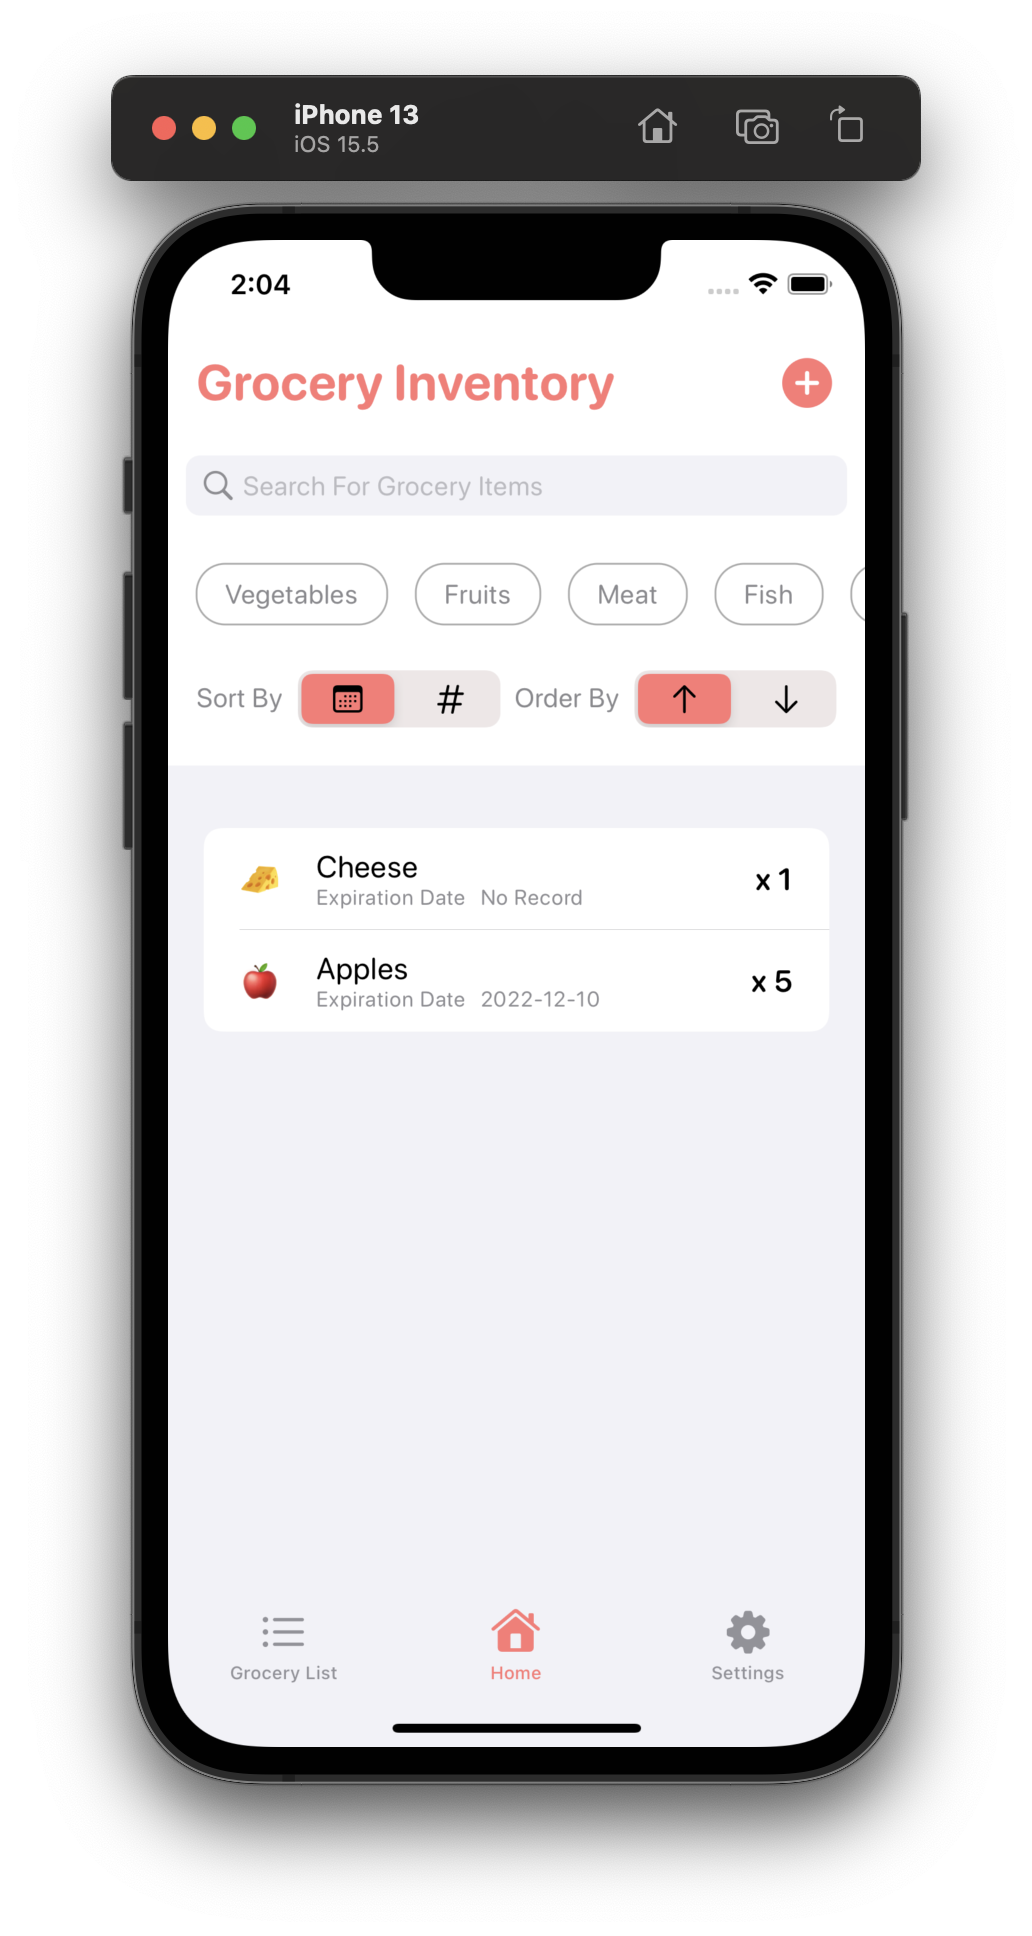 iPhone 13
iOS 15.5
2:04
Grocery Inventory
Search For Grocery Items
Vegetables Fruits Meat Fish
Sort By # Order By
Cheese
Expiration Date No Record
x 1
Apples
Expiration Date 2022-12-10
x 5
Grocery List Home Settings